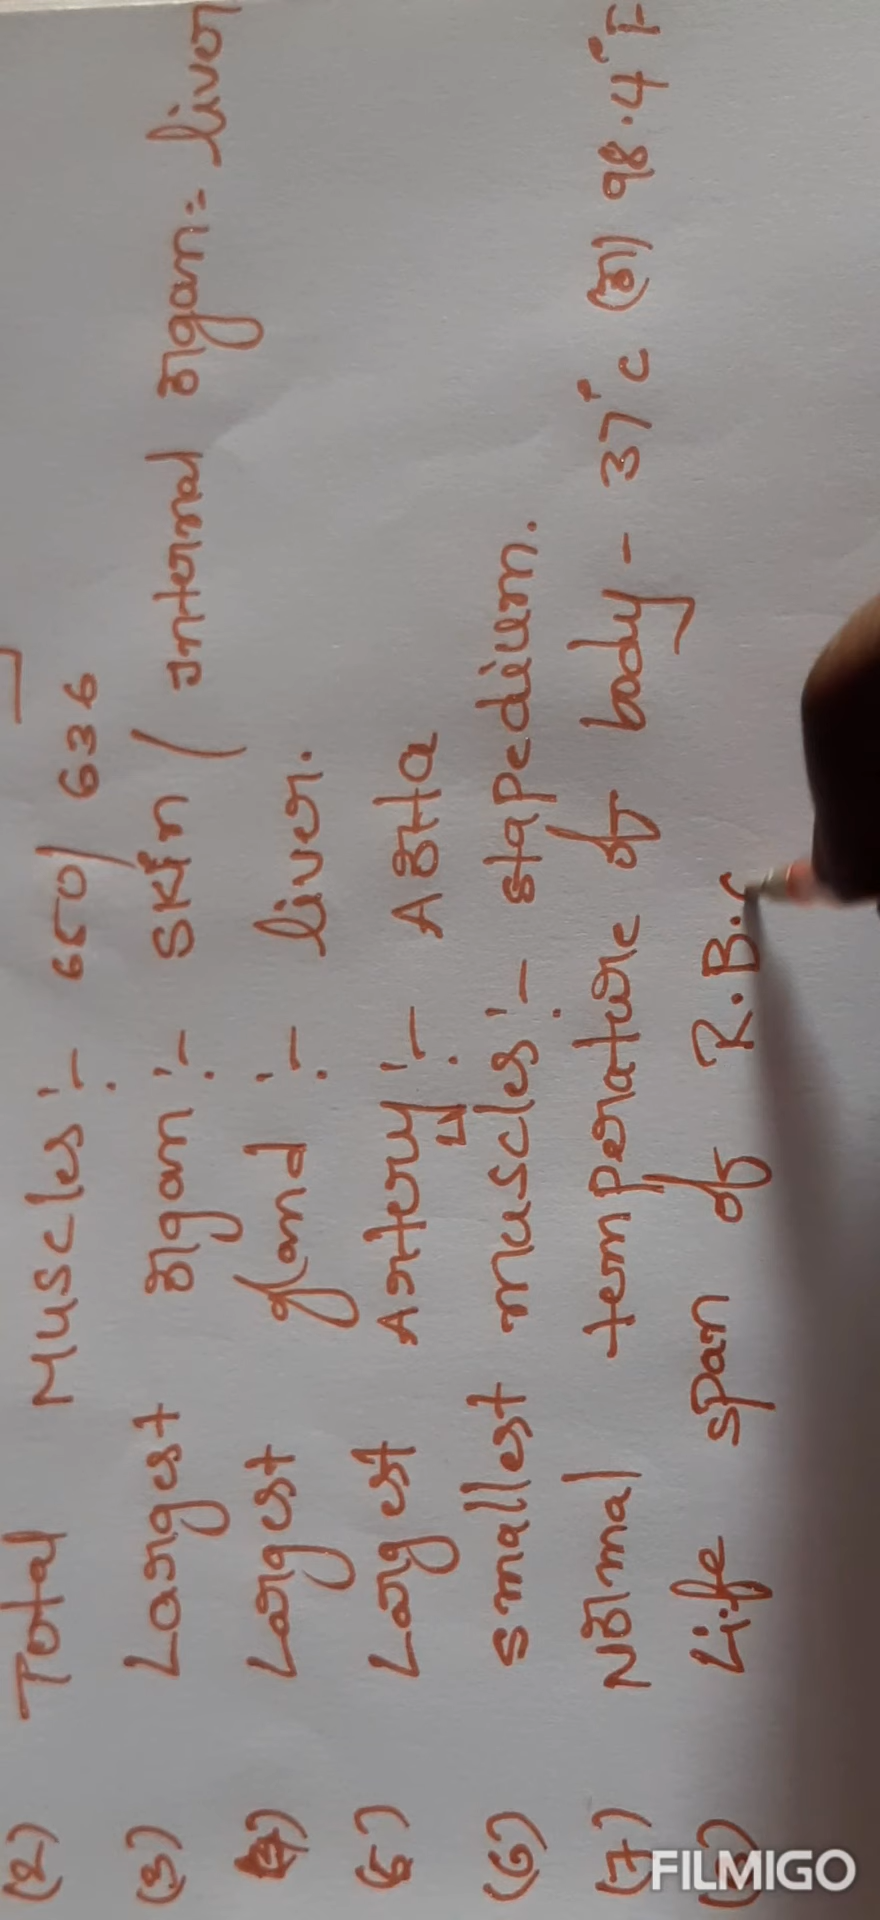 (2) Total Muscles :- 650/ 636
(3) Largest organ :- skin / Internal organ = liver
(4) Largest gland :- liver.
(5) Largest Artery :- Aorta
(6) smallest muscles :- stapedium.
(7) Normal temperature of body - 37°c (or) 98.4°F
Life span of R.B.c
FILMIGO